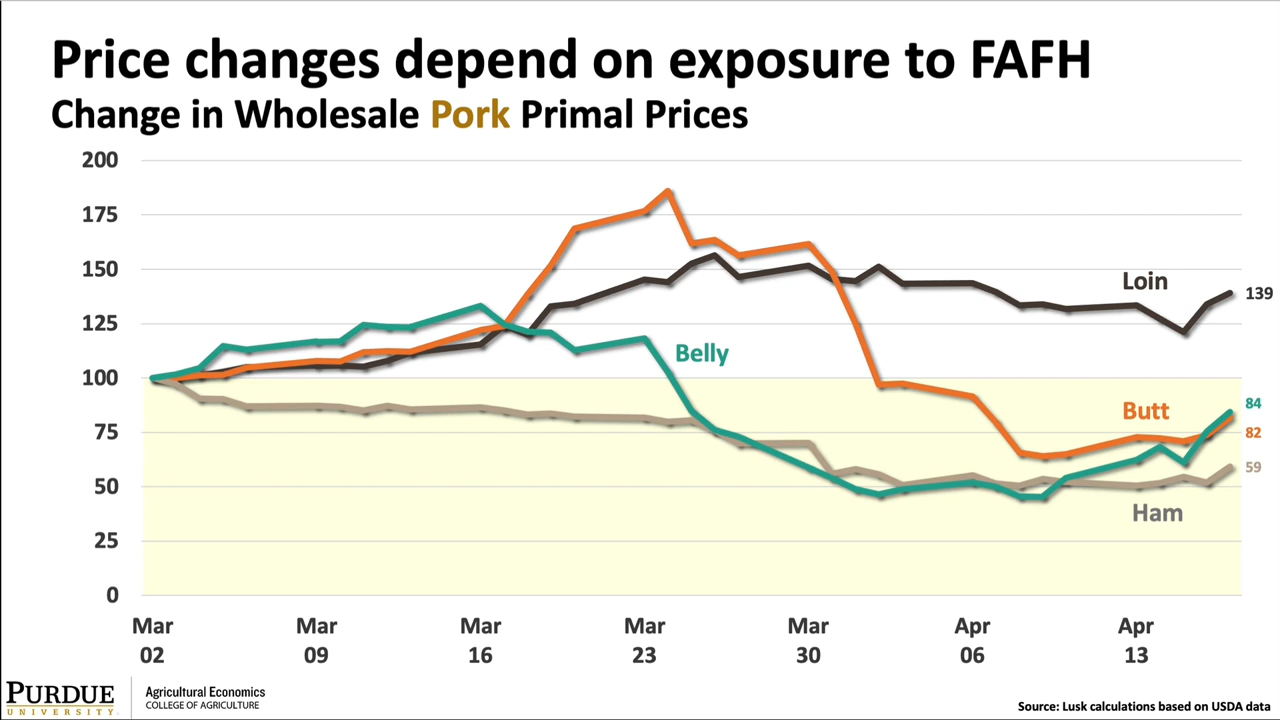 Price changes depend on exposure to FAFH
Change in Wholesale Pork Primal Prices
200
175
150
125
100
75
50
25
0
Loin
139
Belly
Butt
84
82
59
Ham
Mar
02
Mar
09
Mar
16
Mar
23
Mar
30
Apr
06
Apr
13
PURDUE
UNIVERSITY.
Agricultural Economics
COLLEGE OF AGRICULTURE
Source: Lusk calculations based on USDA data